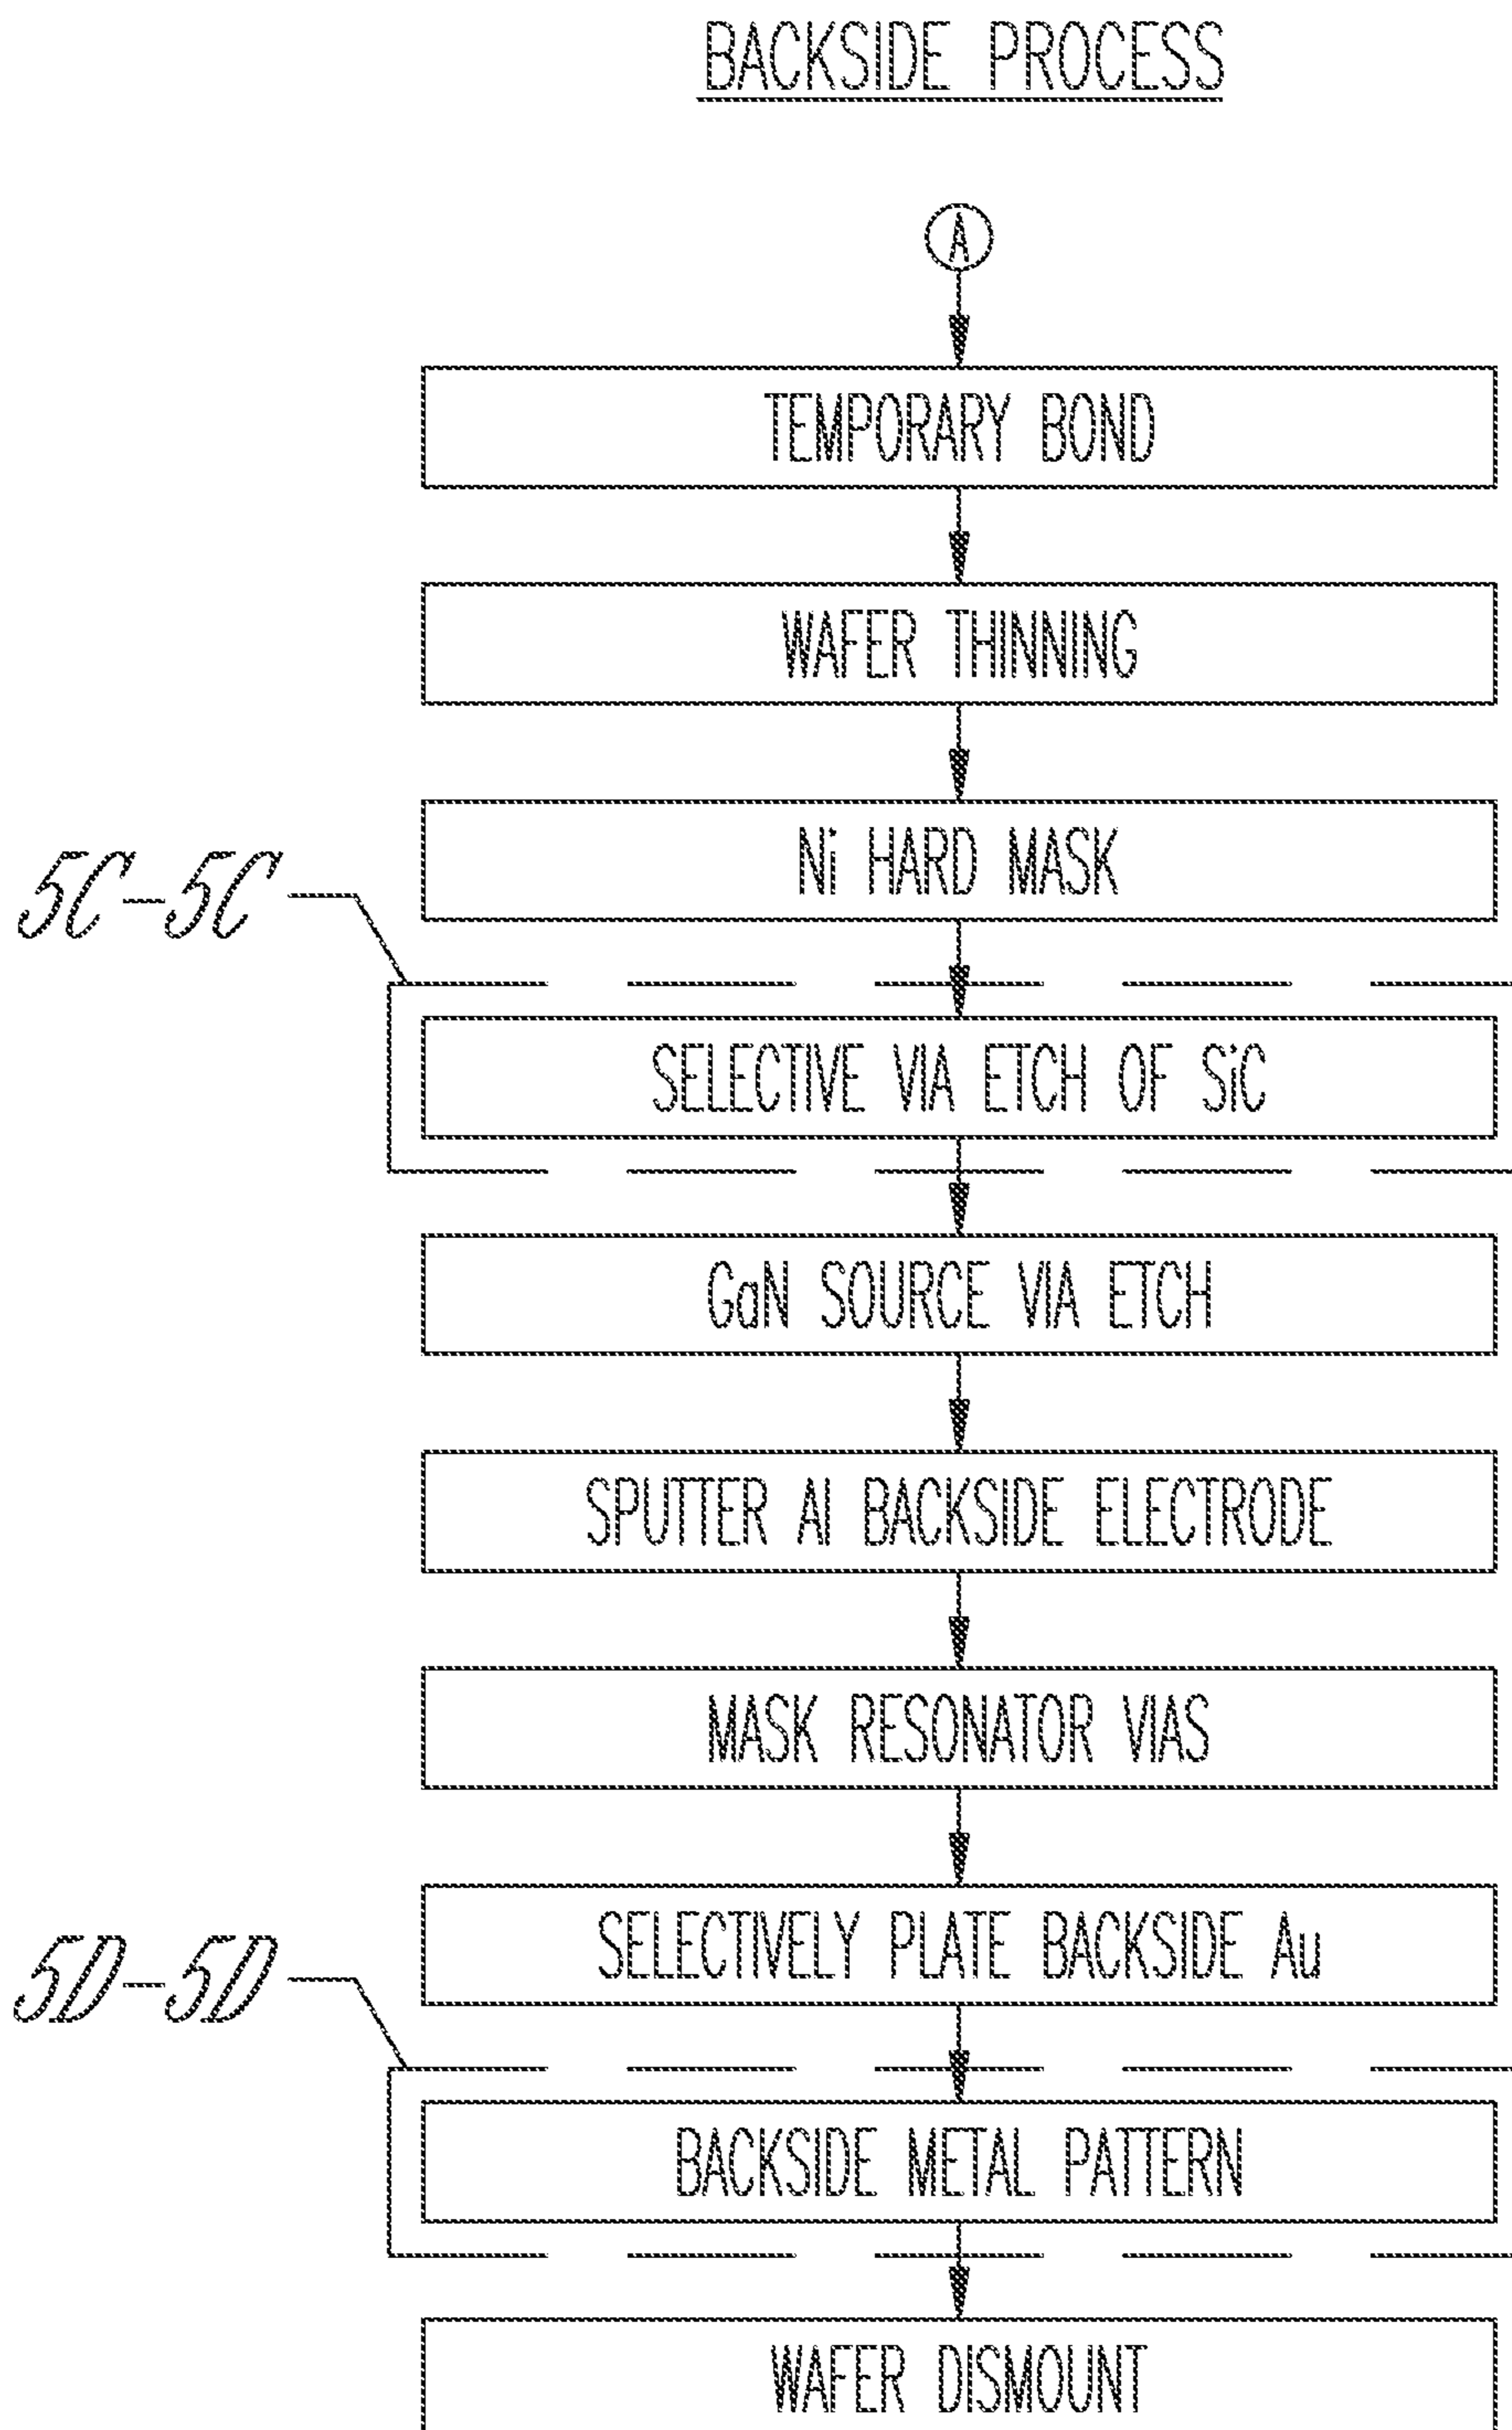 BACKSIDE PROCESS
A
TEMPORARY BOND
WAFER THINNING
Ni HARD MASK
5C-5C
SELECTIVE VIA ETCH OF SiC
GaN SOURCE VIA ETCH
SPUTTER Al BACKSIDE ELECTRODE
MASK RESONATOR VIAS
SELECTIVELY PLATE BACKSIDE Au
5D-5D
BACKSIDE METAL PATTERN
WAFER DISMOUNT